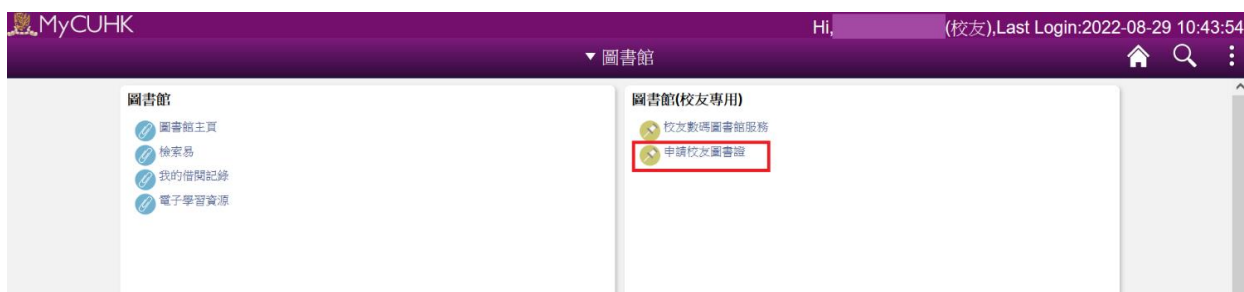 MyCUHK
Hi, (校友),Last Login:2022-08-29 10:43:54
▼ 圖書館
圖書館
圖書館主頁
檢索易
我的借閱記錄
電子學習資源
圖書館(校友專用)
校友數碼圖書館服務
申請校友圖書證